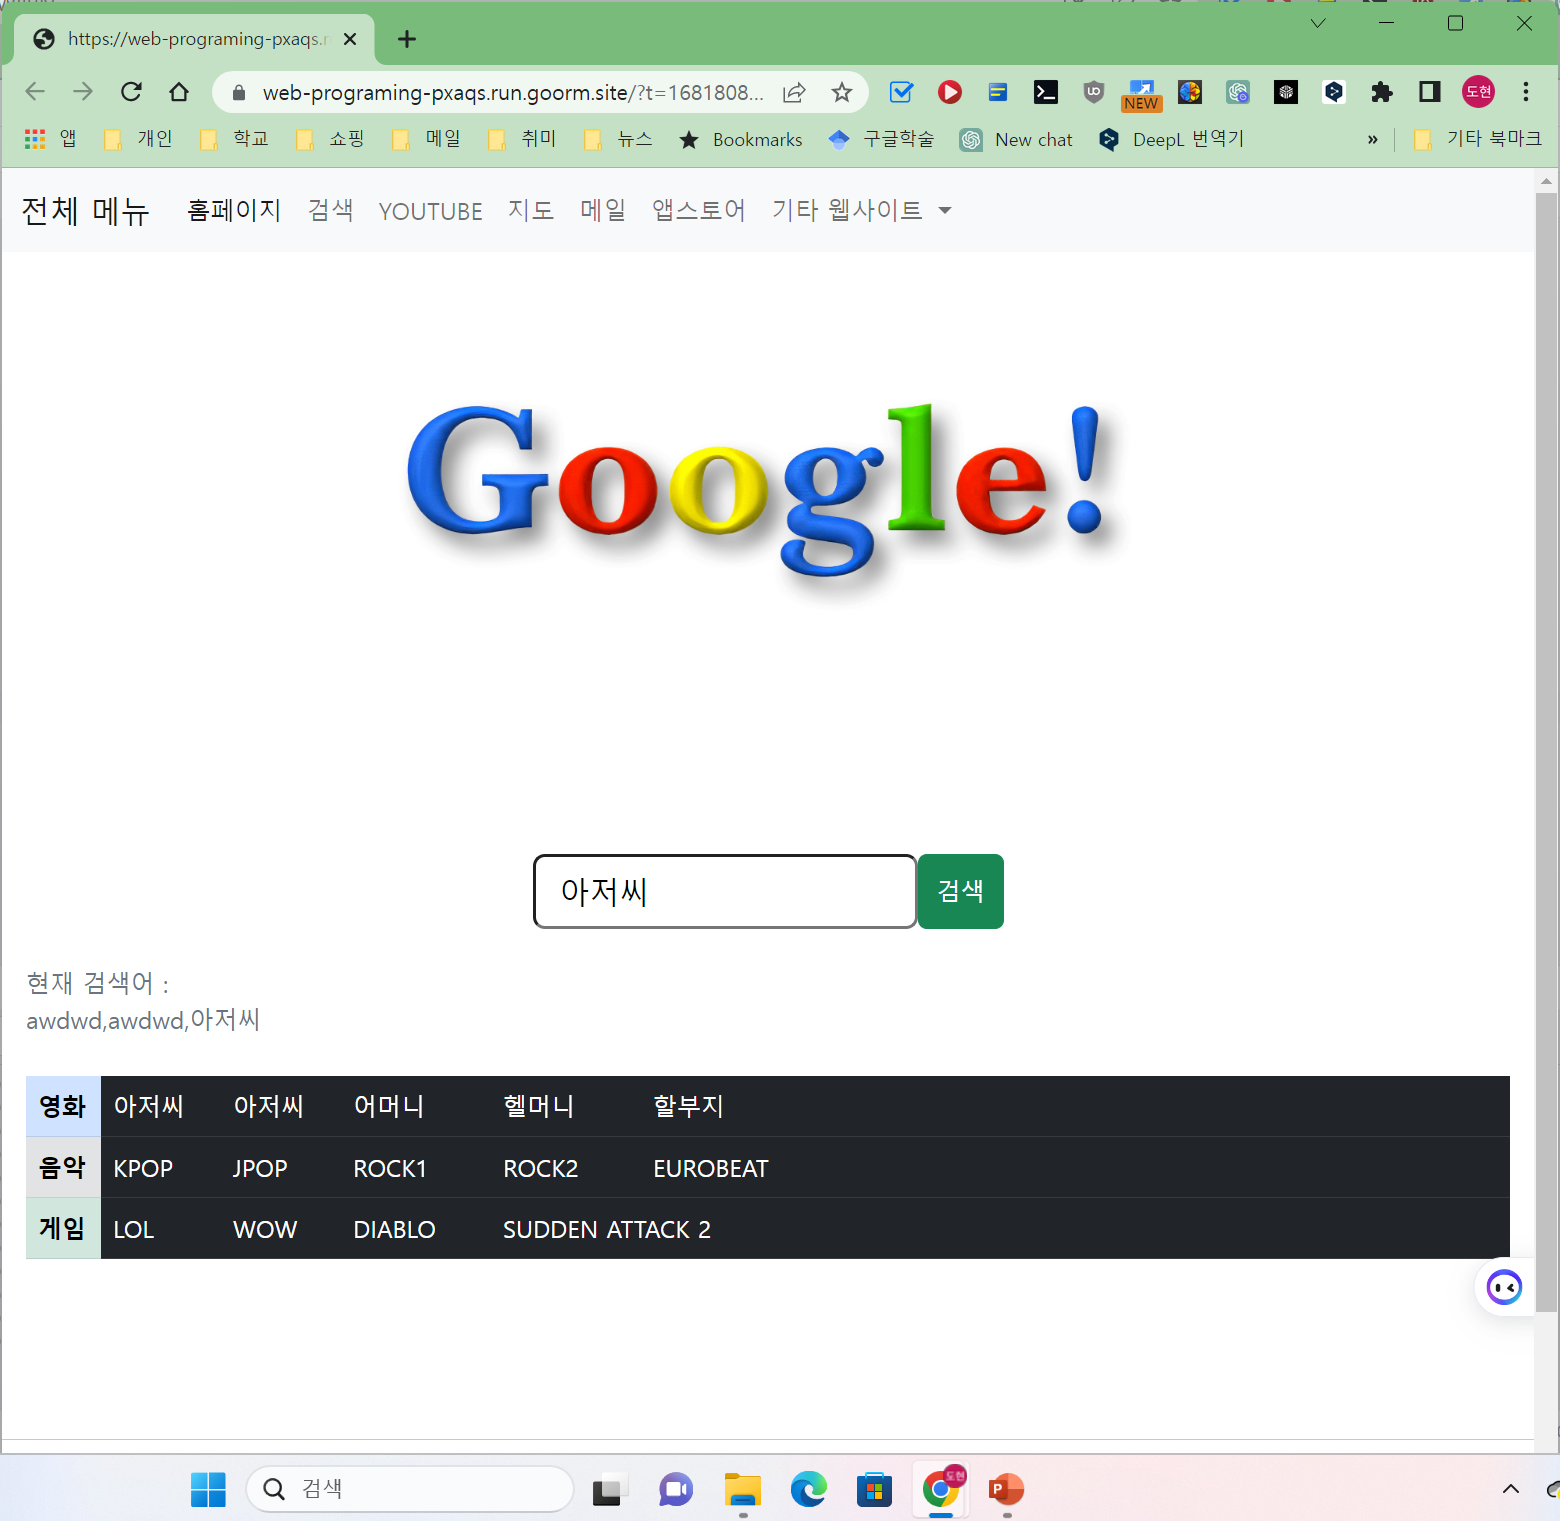 https://web-programing-pxaqs.r
web-programing-pxaqs.run.goorm.site/?t=1681808...
NEW
도현
앱 개인 학교 쇼핑 메일 취미 뉴스 Bookmarks 구글학술 New chat DeepL 번역기 » 기타 북마크
전체 메뉴 홈페이지 검색 YOUTUBE 지도 메일 앱스토어 기타 웹사이트
Google!
아저씨 검색
현재 검색어 :
awdwd,awdwd,아저씨
영화 아저씨 아저씨 어머니 헬머니 할부지
음악 KPOP JPOP ROCK1 ROCK2 EUROBEAT
게임 LOL WOW DIABLO SUDDEN ATTACK 2
검색
도현